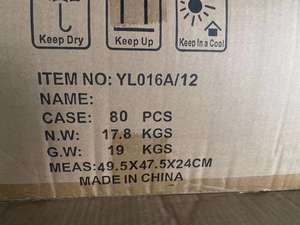 Keep Dry Keep Up Keep In a Cool
ITEM NO: YL016A/12
NAME:
CASE: 80 PCS
N.W: 17.8 KGS
G.W: 19 KGS
MEAS: 49.5X47.5X24CM
MADE IN CHINA